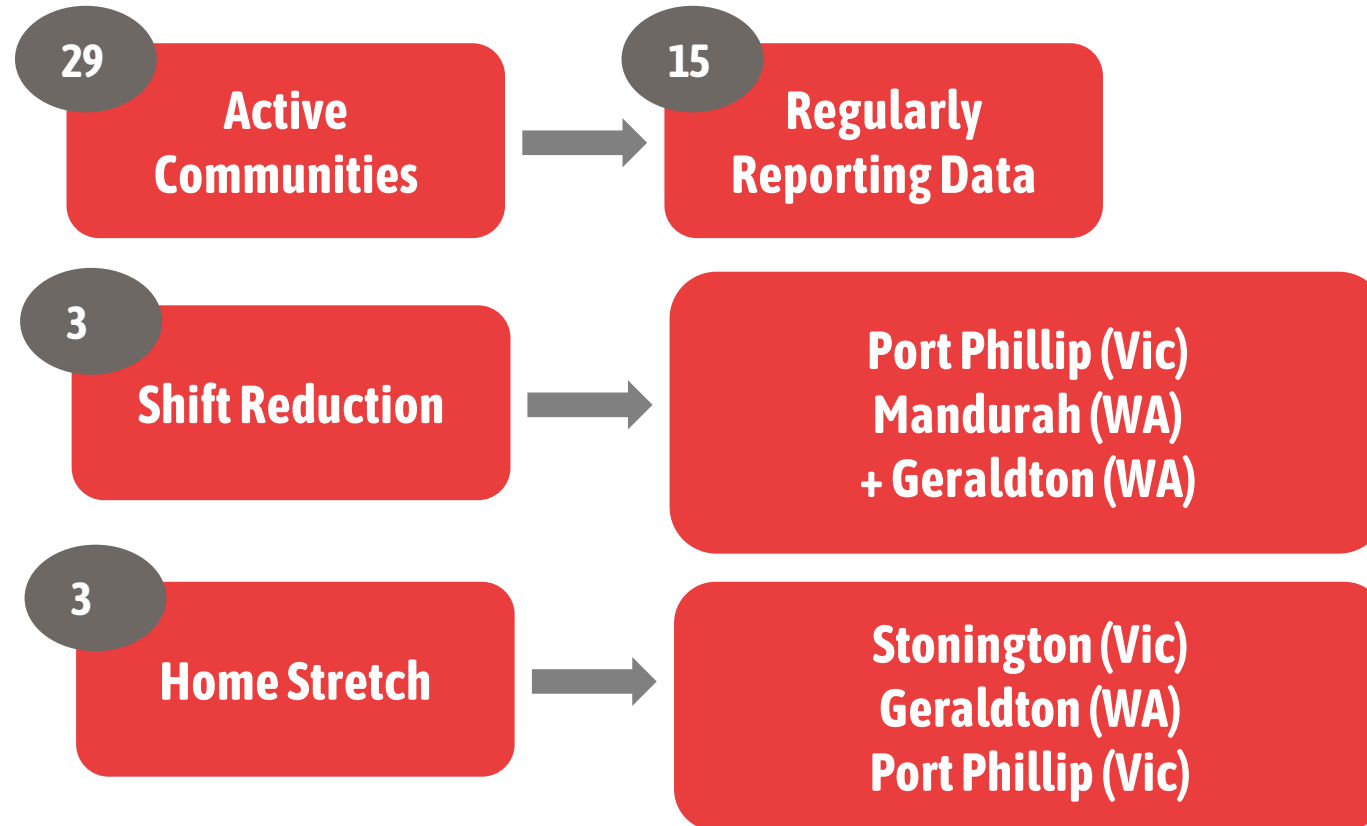 29
Active
Communities
15
Regularly
Reporting Data
3
Shift Reduction
Port Phillip (Vic)
Mandurah (WA)
+ Geraldton (WA)
3
Home Stretch
Stonington (Vic)
Geraldton (WA)
Port Phillip (Vic)